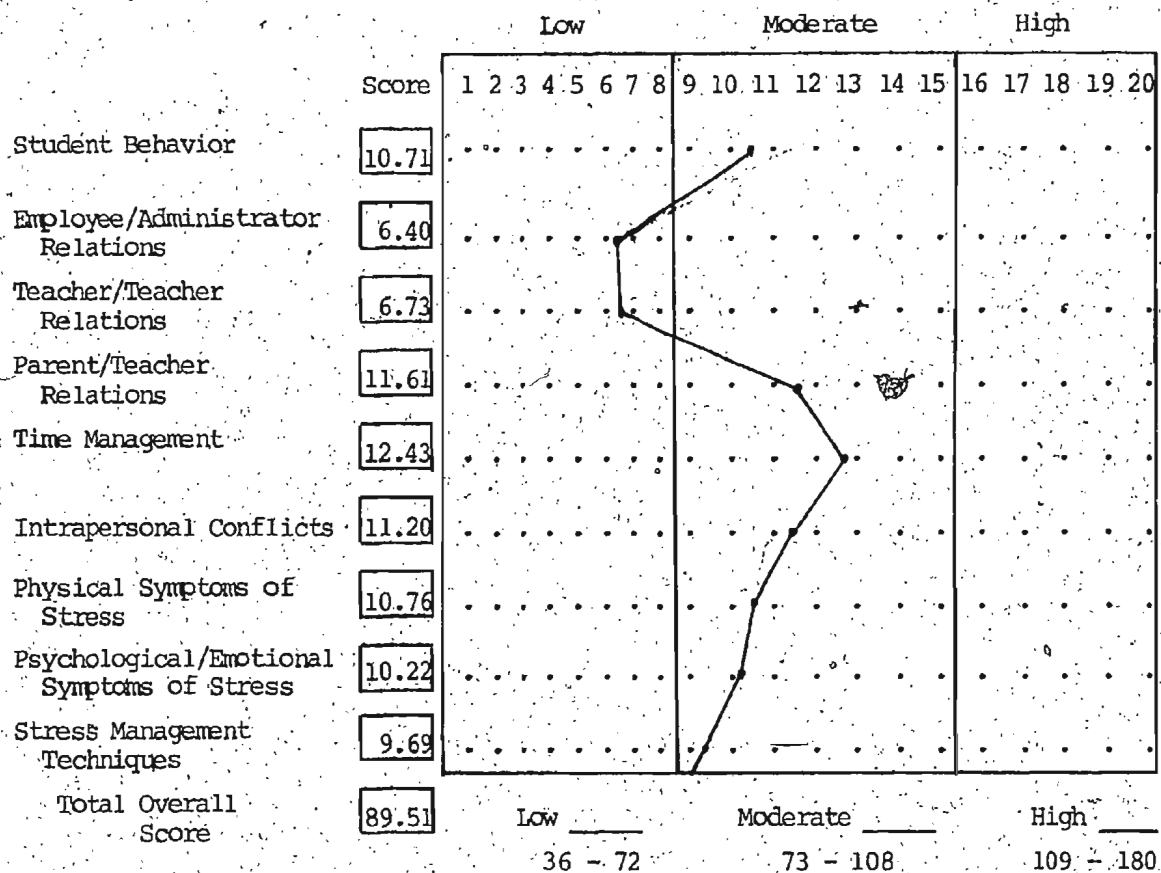 Low Moderate High
Score 1 2 3 4 5 6 7 8 9 10 11 12 13 14 15 16 17 18 19 20
Student Behavior 10.71
Employee/Administrator
Relations 6.40
Teacher/Teacher
Relations 6.73
Parent/Teacher
Relations 11.61
Time Management 12.43
Intrapersonal Conflicts 11.20
Physical Symptoms of
Stress 10.76
Psychological/Emotional
Symptoms of Stress 10.22
Stress Management
Techniques 9.69
Total Overall
Score 89.51 Low ____ Moderate ____ High ____
36 - 72 73 - 108 109 - 180